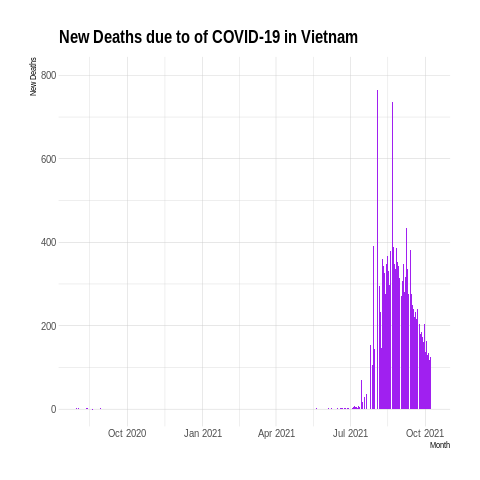 New Deaths due to of COVID-19 in Vietnam
New Deaths
800
600
400
200
0
Oct 2020
Jan 2021
Apr 2021
Jul 2021
Oct 2021
Month